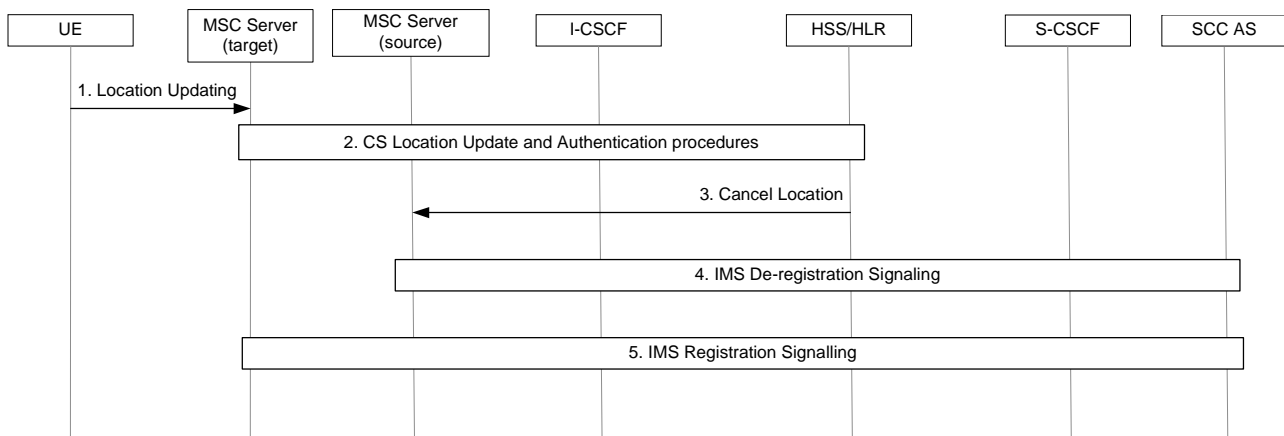 UE
MSC Server
(target)
MSC Server
(source)
I-CSCF
HSS/HLR
S-CSCF
SCC AS
1. Location Updating
2. CS Location Update and Authentication procedures
3. Cancel Location
4. IMS De-registration Signaling
5. IMS Registration Signalling